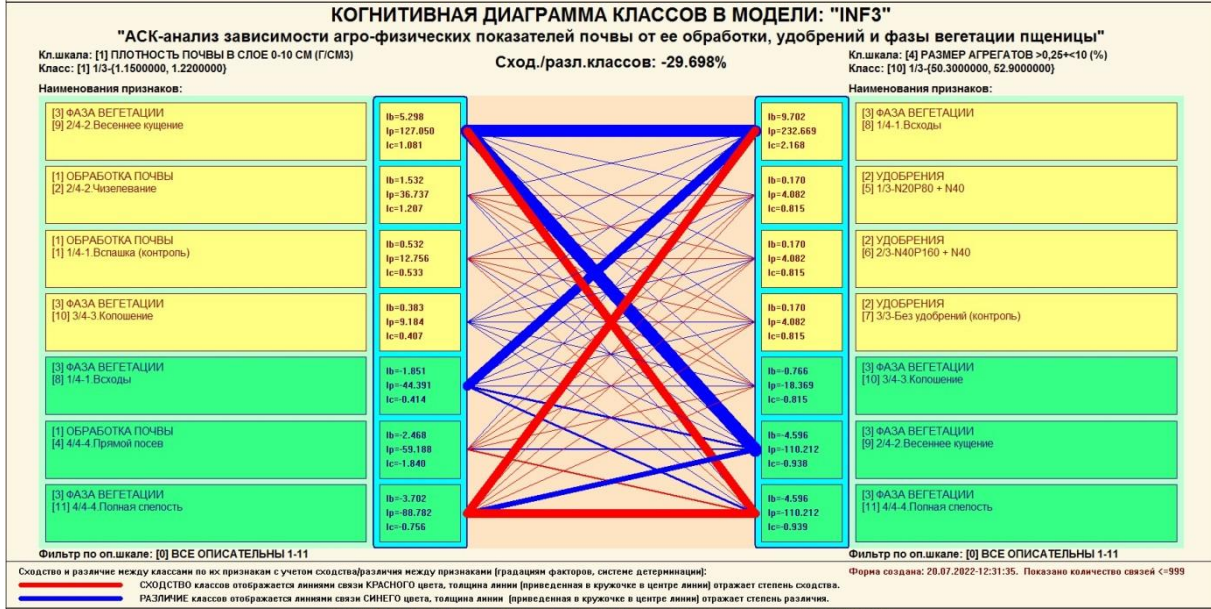 КОГНИТИВНАЯ ДИАГРАММА КЛАССОВ В МОДЕЛИ: "INF3"
"АСК-анализ зависимости агро-физических показателей почвы от ее обработки, удобрений и фазы вегетации пщеницы"
Кл.шкала: [1] ПЛОТНОСТЬ ПОЧВЫ В СЛОЕ 0-10 СМ (Г/СМ3)
Класс: [1] 1/3-{1.1500000, 1.2200000}
Сход./разл.классов: -29.698%
Кл.шкала: [4] РАЗМЕР АГРЕГАТОВ >0,25+<10 (%)
Класс: [10] 1/3-{50.3000000, 52.9000000}
Наименования признаков:
Наименования признаков:
[3] ФАЗА ВЕГЕТАЦИИ
[9] 2/4-2.Весеннее кущение
Ib=5.298
Ip=127.050
Ic=1.081
[1] ОБРАБОТКА ПОЧВЫ
[2] 2/4-2.Чизепевание
Ib=1.532
Ip=36.737
Ic=1.207
[1] ОБРАБОТКА ПОЧВЫ
[1] 1/4-1.Вспашка (контроль)
Ib=0.532
Ip=12.756
Ic=0.533
[3] ФАЗА ВЕГЕТАЦИИ
[10] 3/4-3.Колошение
Ib=0.383
Ip=9.184
Ic=0.407
[3] ФАЗА ВЕГЕТАЦИИ
[8] 1/4-1.Всходы
Ib=-1.851
Ip=-44.391
Ic=-0.414
[1] ОБРАБОТКА ПОЧВЫ
[4] 4/4-4.Прямой посев
Ib=-2.468
Ip=-59.188
Ic=-1.840
[3] ФАЗА ВЕГЕТАЦИИ
[11] 4/4-4.Полная спелость
Ib=-3.702
Ip=-88.782
Ic=-0.756
Ib=9.702
Ip=232.669
Ic=2.168
[3] ФАЗА ВЕГЕТАЦИИ
[8] 1/4-1.Всходы
Ib=0.170
Ip=4.082
Ic=0.815
[2] УДОБРЕНИЯ
[5] 1/3-N20P80 + N40
Ib=0.170
Ip=4.082
Ic=0.815
[2] УДОБРЕНИЯ
[6] 2/3-N40P160 + N40
Ib=0.170
Ip=4.082
Ic=0.815
[2] УДОБРЕНИЯ
[7] 3/3-Без удобрений (контроль)
Ib=-0.766
Ip=-18.369
Ic=-0.815
[3] ФАЗА ВЕГЕТАЦИИ
[10] 3/4-3.Колошение
Ib=-4.596
Ip=-110.212
Ic=-0.938
[3] ФАЗА ВЕГЕТАЦИИ
[9] 2/4-2.Весеннее кущение
Ib=-4.596
Ip=-110.212
Ic=-0.939
[3] ФАЗА ВЕГЕТАЦИИ
[11] 4/4-4.Полная спелость
Фильтр по оп.шкале: [0] ВСЕ ОПИСАТЕЛЬНЫ 1-11
Фильтр по оп.шкале: [0] ВСЕ ОПИСАТЕЛЬНЫ 1-11
Сходство и различие между классами по их признакам с учетом сходства/различия между признаками (градациям факторов, системе детерминации):
Форма создана: 20.07.2022-12:31:35. Показано количество связей <=999
СХОДСТВО классов отображается линиями связи КРАСНОГО цвета, толщина линии (приведенная в кружочке в центре линии) отражает степень сходства.
РАЗЛИЧИЕ классов отображается линиями связи СИНЕГО цвета, толщина линии (приведенная в кружочке в центре линии) отражает степень различия.